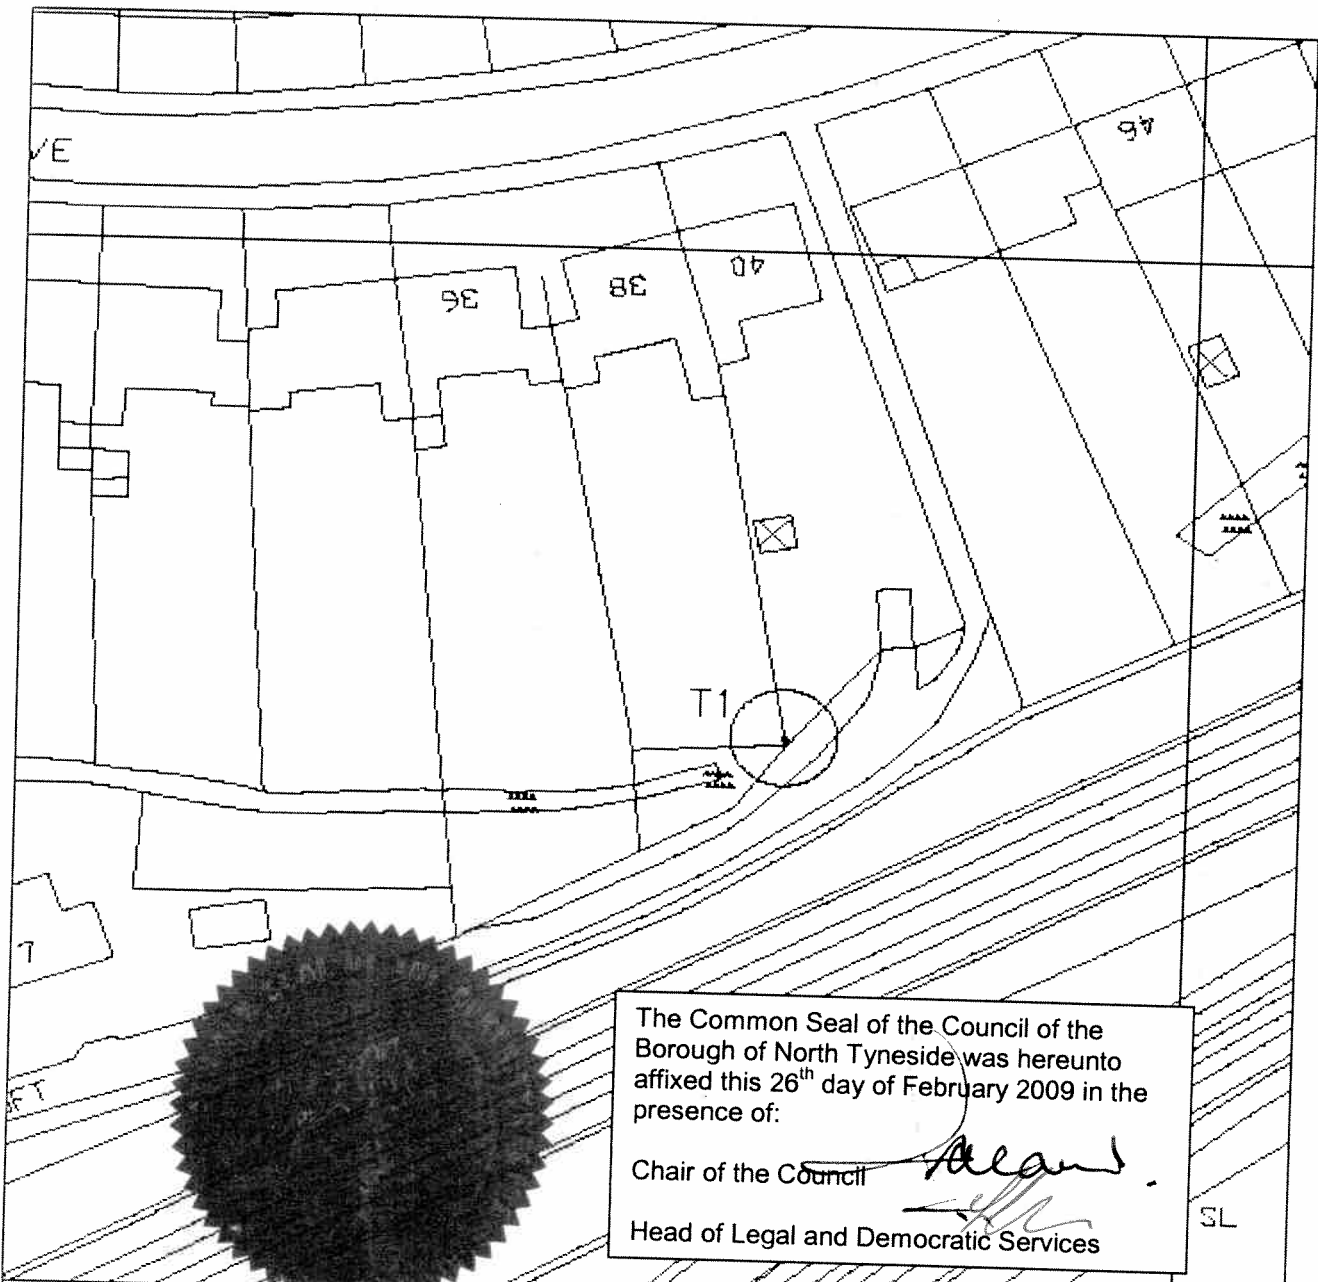 VE
46
40
38
36
T1
7
The Common Seal of the Council of the
Borough of North Tyneside was hereunto
affixed this 26th day of February 2009 in the
presence of:
Chair of the Council
Head of Legal and Democratic Services
SL